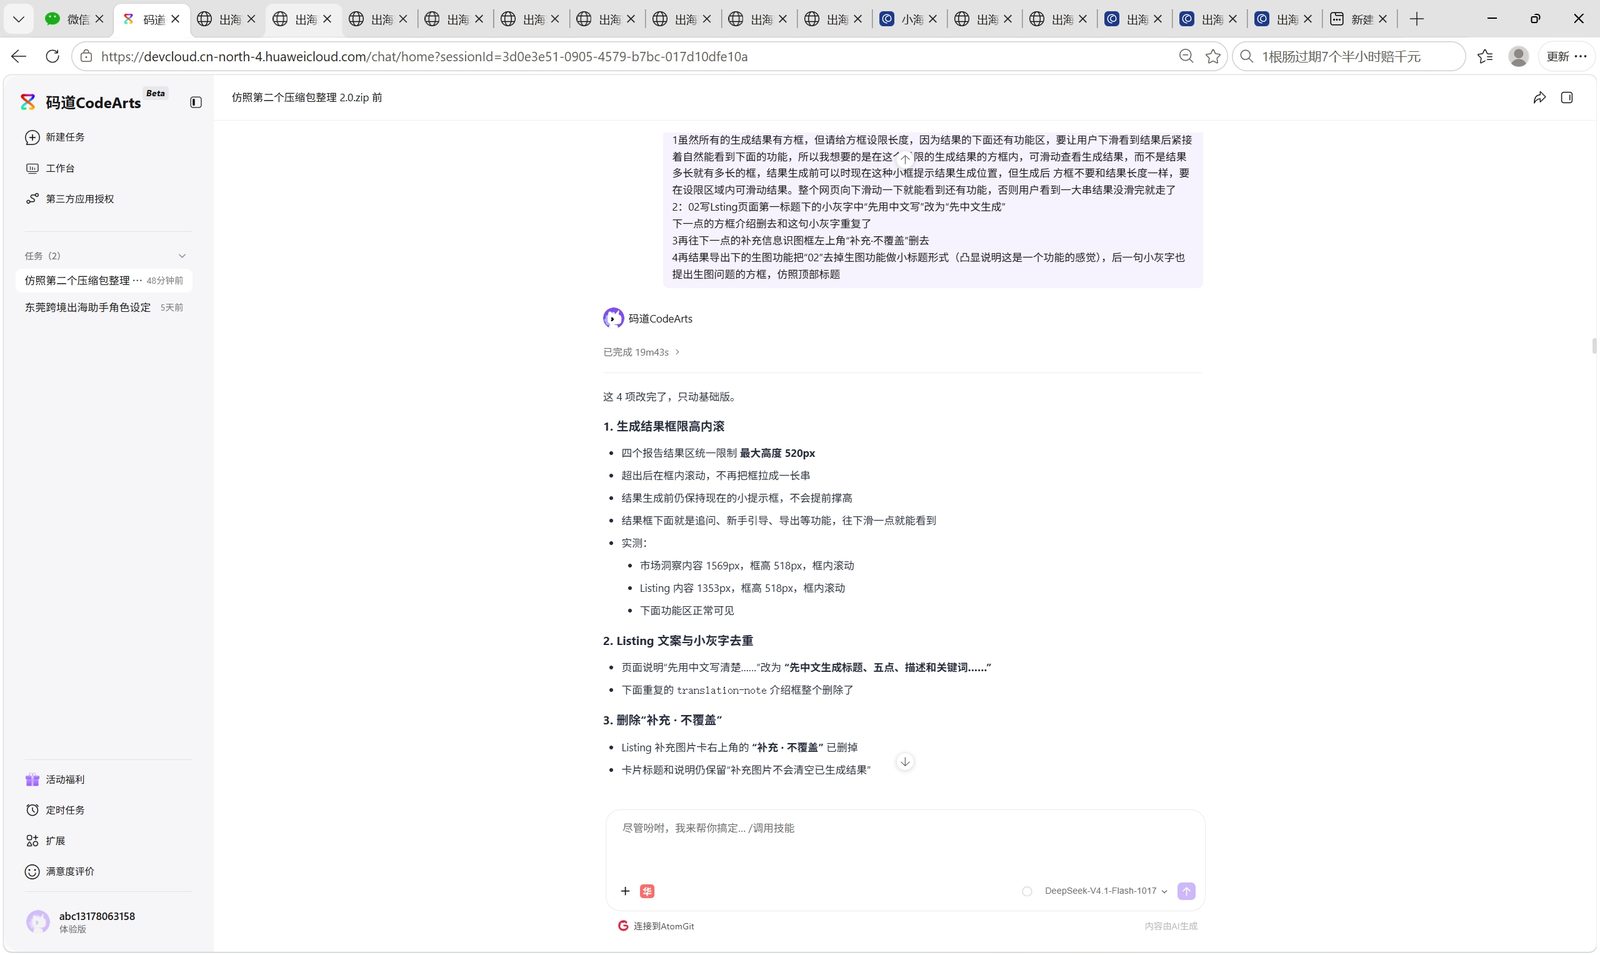 微信
码道
出海
出海
出海
出海
出海
出海
出海
出海
出海
小海
出海
出海
出海
出海
出海
新建
https://devcloud.cn-north-4.huaweicloud.com/chat/home?sessionId=3d0e3e51-0905-4579-b7bc-017d10dfe10a
1根肠过期7个半小时赔千元
更新
码道CodeArts
Beta
仿照第二个压缩包整理 2.0.zip 前
新建任务
工作台
第三方应用授权
任务（2）
仿照第二个压缩包整理 ··· 48分钟前
东莞跨境出海助手角色设定 5天前
活动福利
定时任务
扩展
满意度评价
abc13178063158
体验版
1虽然所有的生成结果有方框，但请给方框设限长度，因为结果的下面还有功能区，要让用户下滑看到结果后紧接
着自然能看到下面的功能，所以我想要的是在这个 限的生成结果的方框内，可滑动查看生成结果，而不是结果
多长就有多长的框，结果生成前可以时现在这种小框提示结果生成位置，但生成后 方框不要和结果长度一样，要
在设限区域内可滑动结果。整个网页向下滑动一下就能看到还有功能，否则用户看到一大串结果没滑完就走了
2：02写Lsting页面第一标题下的小灰字中“先用中文写”改为“先中文生成”
下一点的方框介绍删去和这句小灰字重复了
3再往下一点的补充信息识图框左上角“补充·不覆盖”删去
4再结果导出下的生图功能把“02”去掉生图功能做小标题形式（凸显说明这是一个功能的感觉），后一句小灰字也
提出生图问题的方框，仿照顶部标题
码道CodeArts
已完成 19m43s
这 4 项改完了，只动基础版。
1. 生成结果框限高内滚
• 四个报告结果区统一限制 最大高度 520px
• 超出后在框内滚动，不再把框拉成一长串
• 结果生成前仍保持现在的小提示框，不会提前撑高
• 结果框下面就是追问、新手引导、导出等功能，往下滑一点就能看到
• 实测：
• 市场洞察内容 1569px，框高 518px，框内滚动
• Listing 内容 1353px，框高 518px，框内滚动
• 下面功能区正常可见
2. Listing 文案与小灰字去重
• 页面说明“先用中文写清楚……”改为 “先中文生成标题、五点、描述和关键词……”
• 下面重复的 translation-note 介绍框整个删除了
3. 删除“补充 · 不覆盖”
• Listing 补充图片卡右上角的 “补充 · 不覆盖” 已删掉
• 卡片标题和说明仍保留“补充图片不会清空已生成结果”
尽管吩咐，我来帮你搞定... /调用技能
华
DeepSeek-V4.1-Flash-1017
连接到AtomGit
内容由AI生成